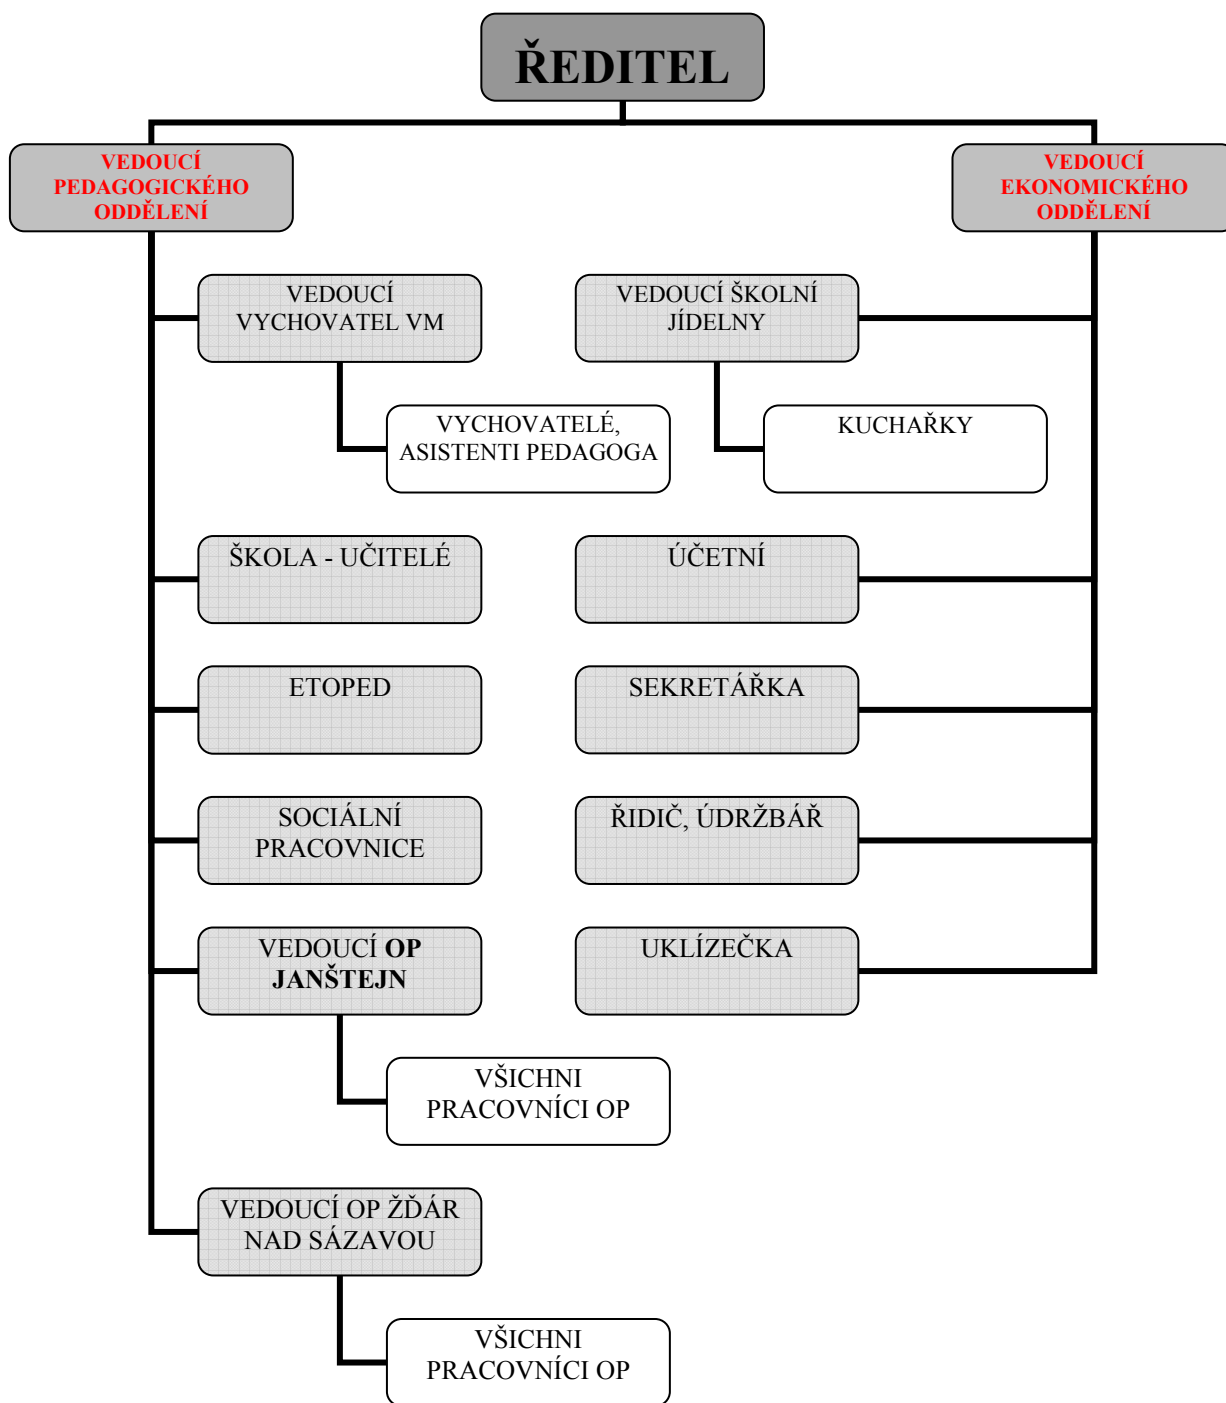 ŘEDITEL
VEDOUCÍ
PEDAGOGICKÉHO
ODDĚLENÍ
VEDOUCÍ
EKONOMICKÉHO
ODDĚLENÍ
VEDOUCÍ
VYCHOVATEL VM
VEDOUCÍ ŠKOLNÍ
JÍDELNY
VYCHOVATELÉ,
ASISTENTI PEDAGOGA
KUCHAŘKY
ŠKOLA - UČITELÉ
ÚČETNÍ
ETOPED
SEKRETÁŘKA
SOCIÁLNÍ
PRACOVNICE
ŘIDIČ, ÚDRŽBÁŘ
VEDOUCÍ OP
JANŠTEJN
UKLÍZEČKA
VŠICHNI
PRACOVNÍCI OP
VEDOUCÍ OP ŽĎÁR
NAD SÁZAVOU
VŠICHNI
PRACOVNÍCI OP